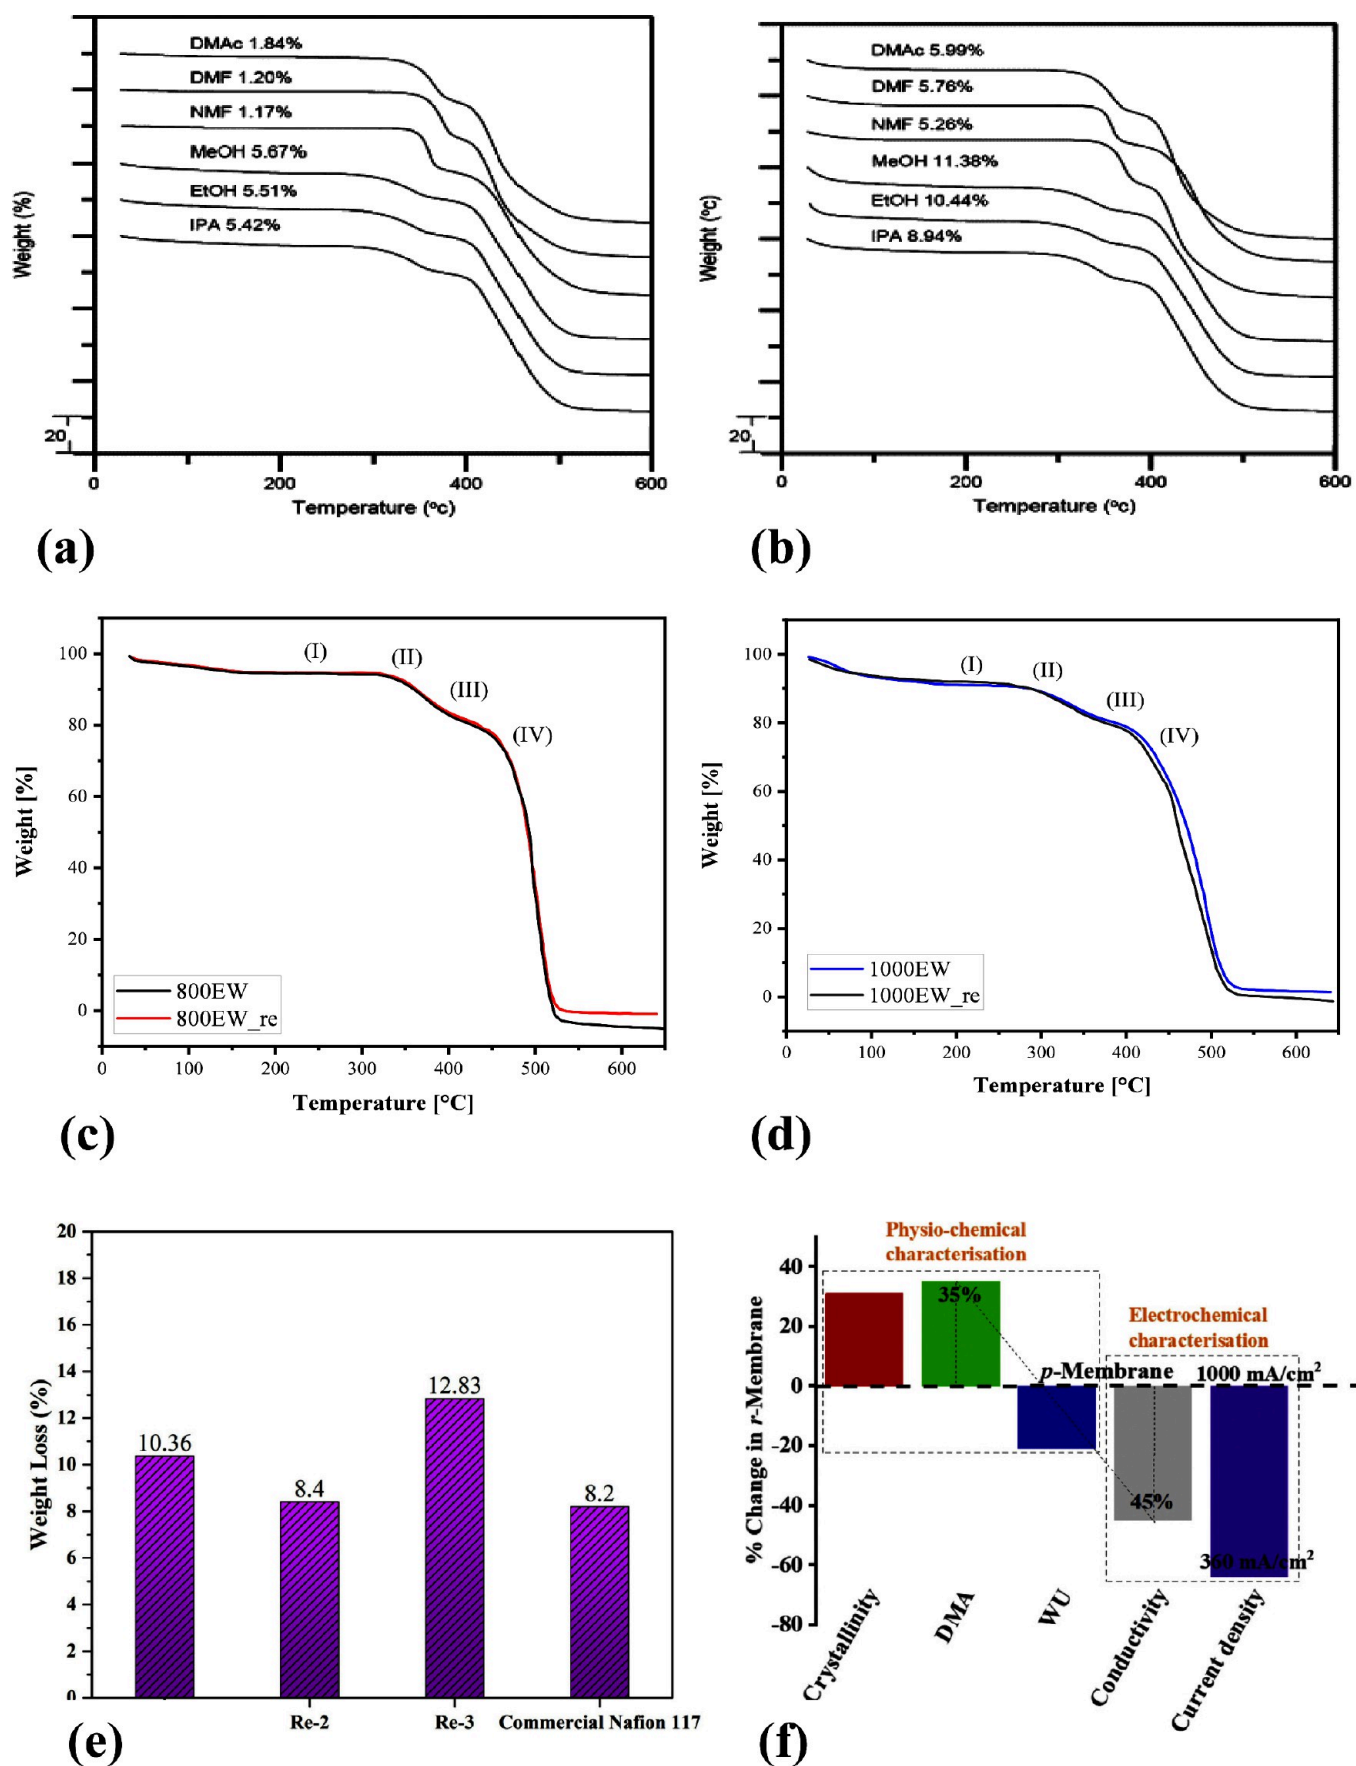 DMAc 1.84%
DMF 1.20%
NMF 1.17%
MeOH 5.67%
EtOH 5.51%
IPA 5.42%
Weight (%)
20
0 200 400 600
Temperature (ºc)
(a)
DMAc 5.99%
DMF 5.76%
NMF 5.26%
MeOH 11.38%
EtOH 10.44%
IPA 8.94%
Weight (ºc)
20
0 200 400 600
Temperature (ºc)
(b)
100
80
60
40
20
0
Weight [%]
(I)
(II)
(III)
(IV)
800EW
800EW_re
0 100 200 300 400 500 600
Temperature [°C]
(c)
100
80
60
40
20
0
Weight [%]
(I)
(II)
(III)
(IV)
1000EW
1000EW_re
0 100 200 300 400 500 600
Temperature [°C]
(d)
20
18
16
14
12
10
8
6
4
2
0
Weight Loss (%)
10.36
8.4
12.83
8.2
Re-2 Re-3 Commercial Nafion 117
(e)
Physio-chemical
characterisation
40
20
0
-20
-40
-60
-80
% Change in r-Membrane
35%
Electrochemical
characterisation
p-Membrane
1000 mA/cm²
45%
360 mA/cm²
Crystallinity
DMA
WU
Conductivity
Current density
(f)